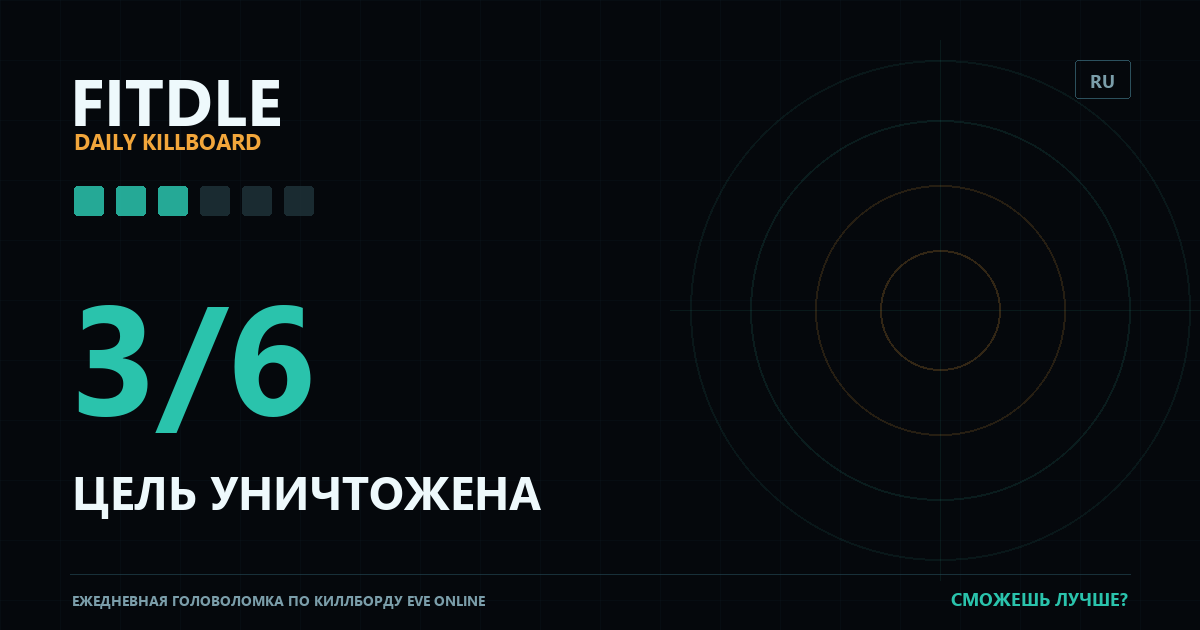 FITDLE
RU
DAILY KILLBOARD
3/6
ЦЕЛЬ УНИЧТОЖЕНА
ЕЖЕДНЕВНАЯ ГОЛОВОЛОМКА ПО КИЛЛБОРДУ EVE ONLINE
СМОЖЕШЬ ЛУЧШЕ?